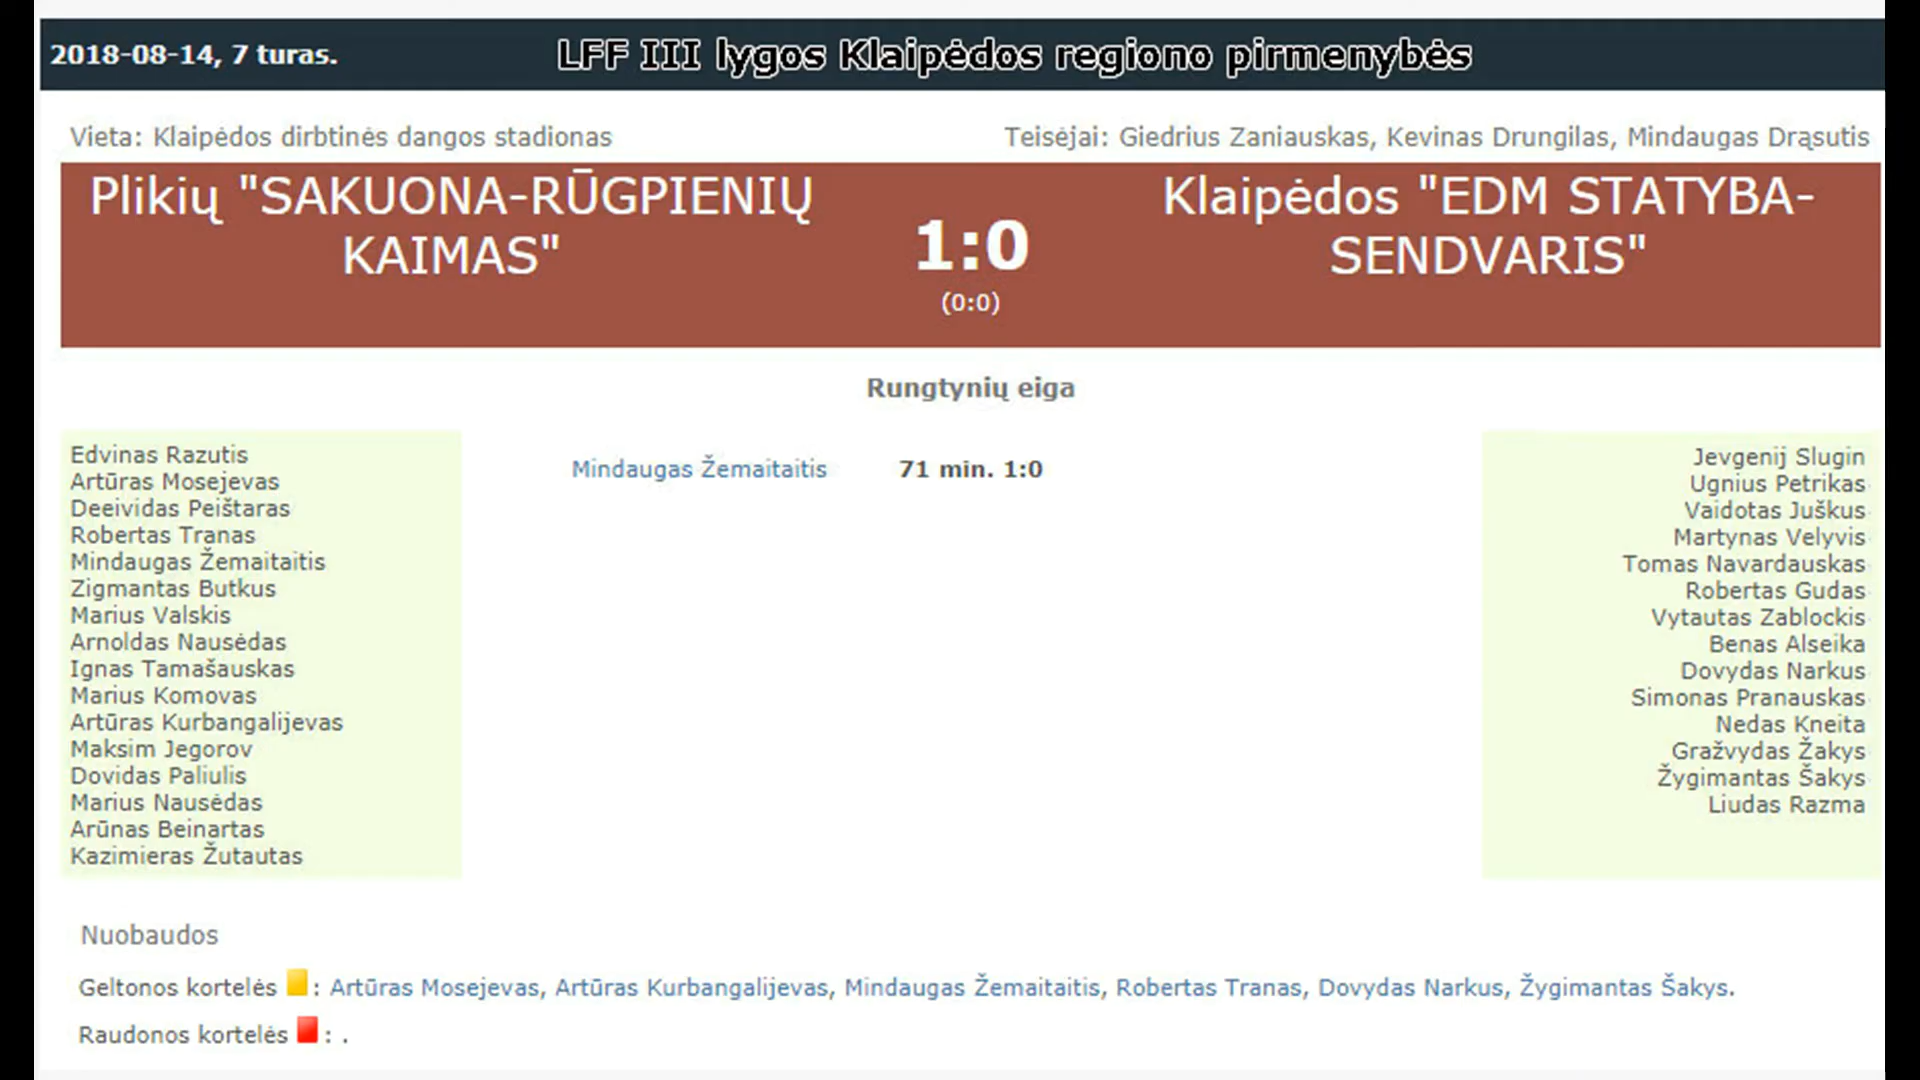 2018-08-14, 7 turas.
LFF III lygos Klaipėdos regiono pirmenybės
Vieta: Klaipėdos dirbtinės dangos stadionas
Teisėjai: Giedrius Zaniauskas, Kevinas Drungilas, Mindaugas Drąsutis
Plikių "SAKUONA-RŪGPIENIŲ
KAIMAS"
1:0
(0:0)
Klaipėdos "EDM STATYBA-
SENDVARIS"
Rungtynių eiga
Edvinas Razutis
Artūras Mosejevas
Deeividas Peištaras
Robertas Tranas
Mindaugas Žemaitaitis
Zigmantas Butkus
Marius Valskis
Arnoldas Nausėdas
Ignas Tamašauskas
Marius Komovas
Artūras Kurbangalijevas
Maksim Jegorov
Dovidas Paliulis
Marius Nausėdas
Arūnas Beinartas
Kazimieras Žutautas
Mindaugas Žemaitaitis 71 min. 1:0
Jevgenij Slugin
Ugnius Petrikas
Vaidotas Juškus
Martynas Velyvis
Tomas Navardauskas
Robertas Gudas
Vytautas Zablockis
Benas Alseika
Dovydas Narkus
Simonas Pranauskas
Nedas Kneita
Gražvydas Žakys
Žygimantas Šakys
Liudas Razma
Nuobaudos
Geltonos kortelės : Artūras Mosejevas, Artūras Kurbangalijevas, Mindaugas Žemaitaitis, Robertas Tranas, Dovydas Narkus, Žygimantas Šakys.
Raudonos kortelės : .